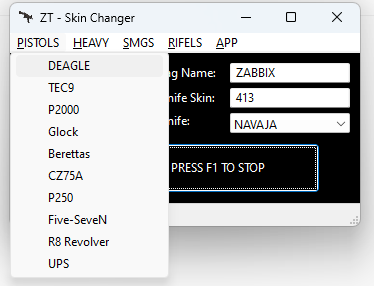 ZT - Skin Changer
PISTOLS HEAVY SMGS RIFELS APP
DEAGLE
TEC9
P2000
Glock
Berettas
CZ75A
P250
Five-SeveN
R8 Revolver
UPS
ng Name: ZABBIX
nife Skin: 413
nife: NAVAJA
PRESS F1 TO STOP